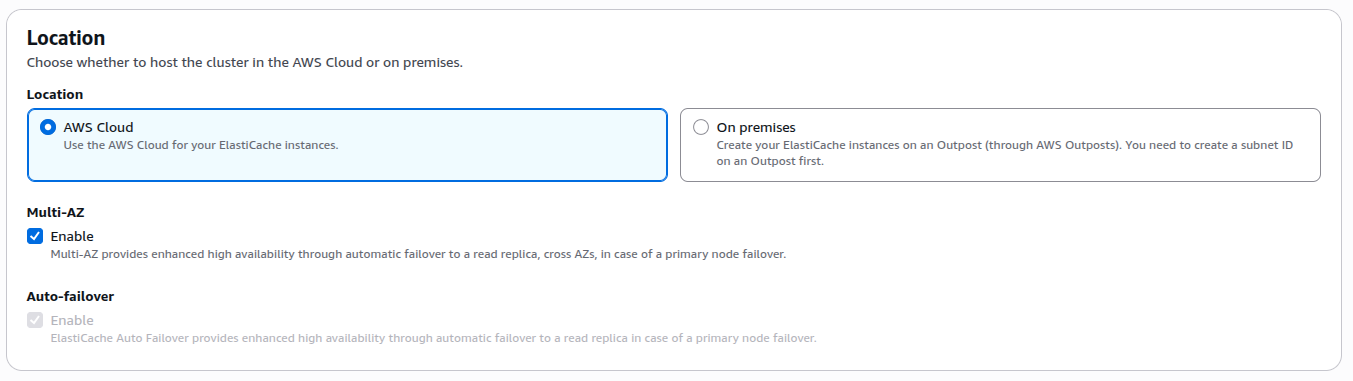 Location
Choose whether to host the cluster in the AWS Cloud or on premises.
Location
AWS Cloud
Use the AWS Cloud for your ElastiCache instances.
On premises
Create your ElastiCache instances on an Outpost (through AWS Outposts). You need to create a subnet ID
on an Outpost first.
Multi-AZ
Enable
Multi-AZ provides enhanced high availability through automatic failover to a read replica, cross AZs, in case of a primary node failover.
Auto-failover
Enable
ElastiCache Auto Failover provides enhanced high availability through automatic failover to a read replica in case of a primary node failover.